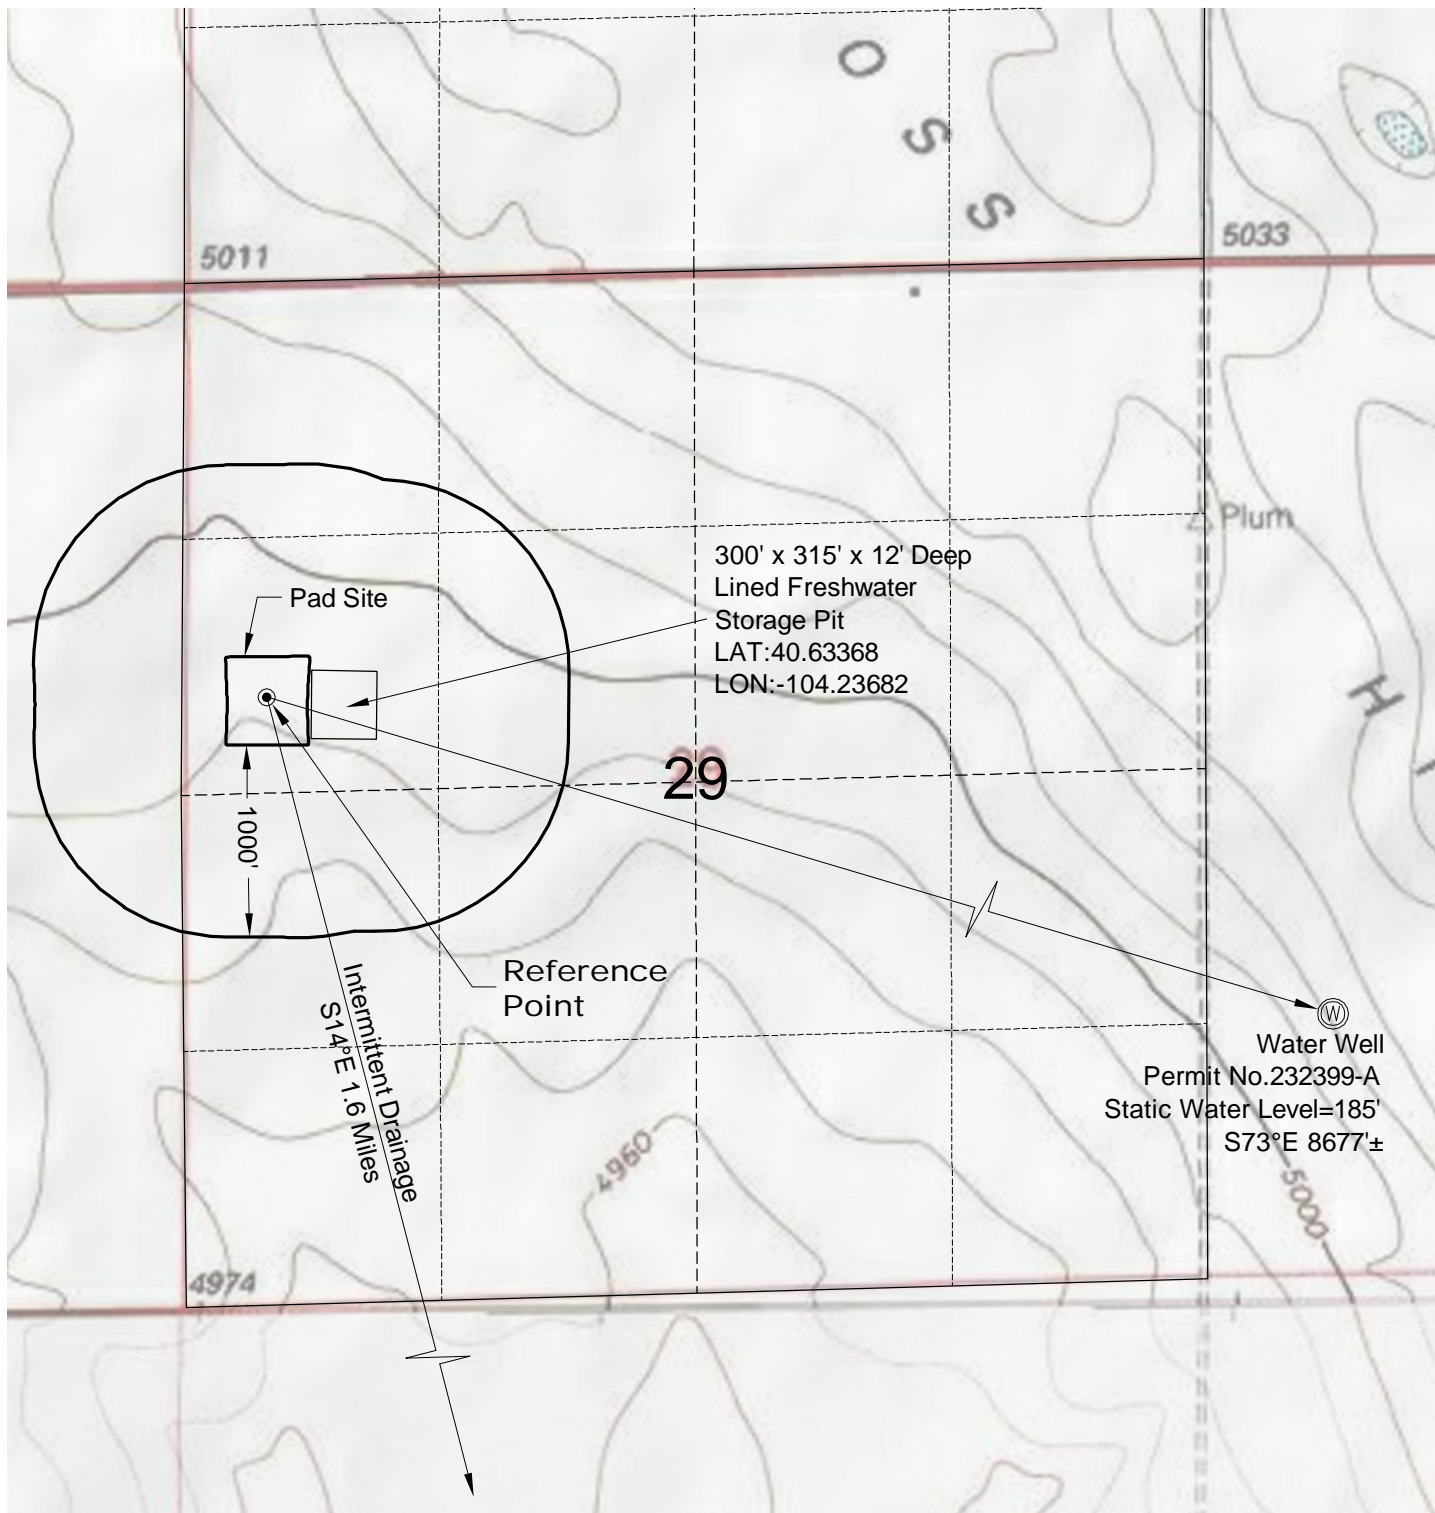 O
S
S
5011
5033
Plum
300' x 315' x 12' Deep
Lined Freshwater
Storage Pit
LAT:40.63368
LON:-104.23682
Pad Site
H
29
1000'
Reference
Point
Intermittent Drainage
S14°E 1.6 Miles
W
Water Well
Permit No.232399-A
Static Water Level=185'
S73°E 8677'±
4960
5000
4974